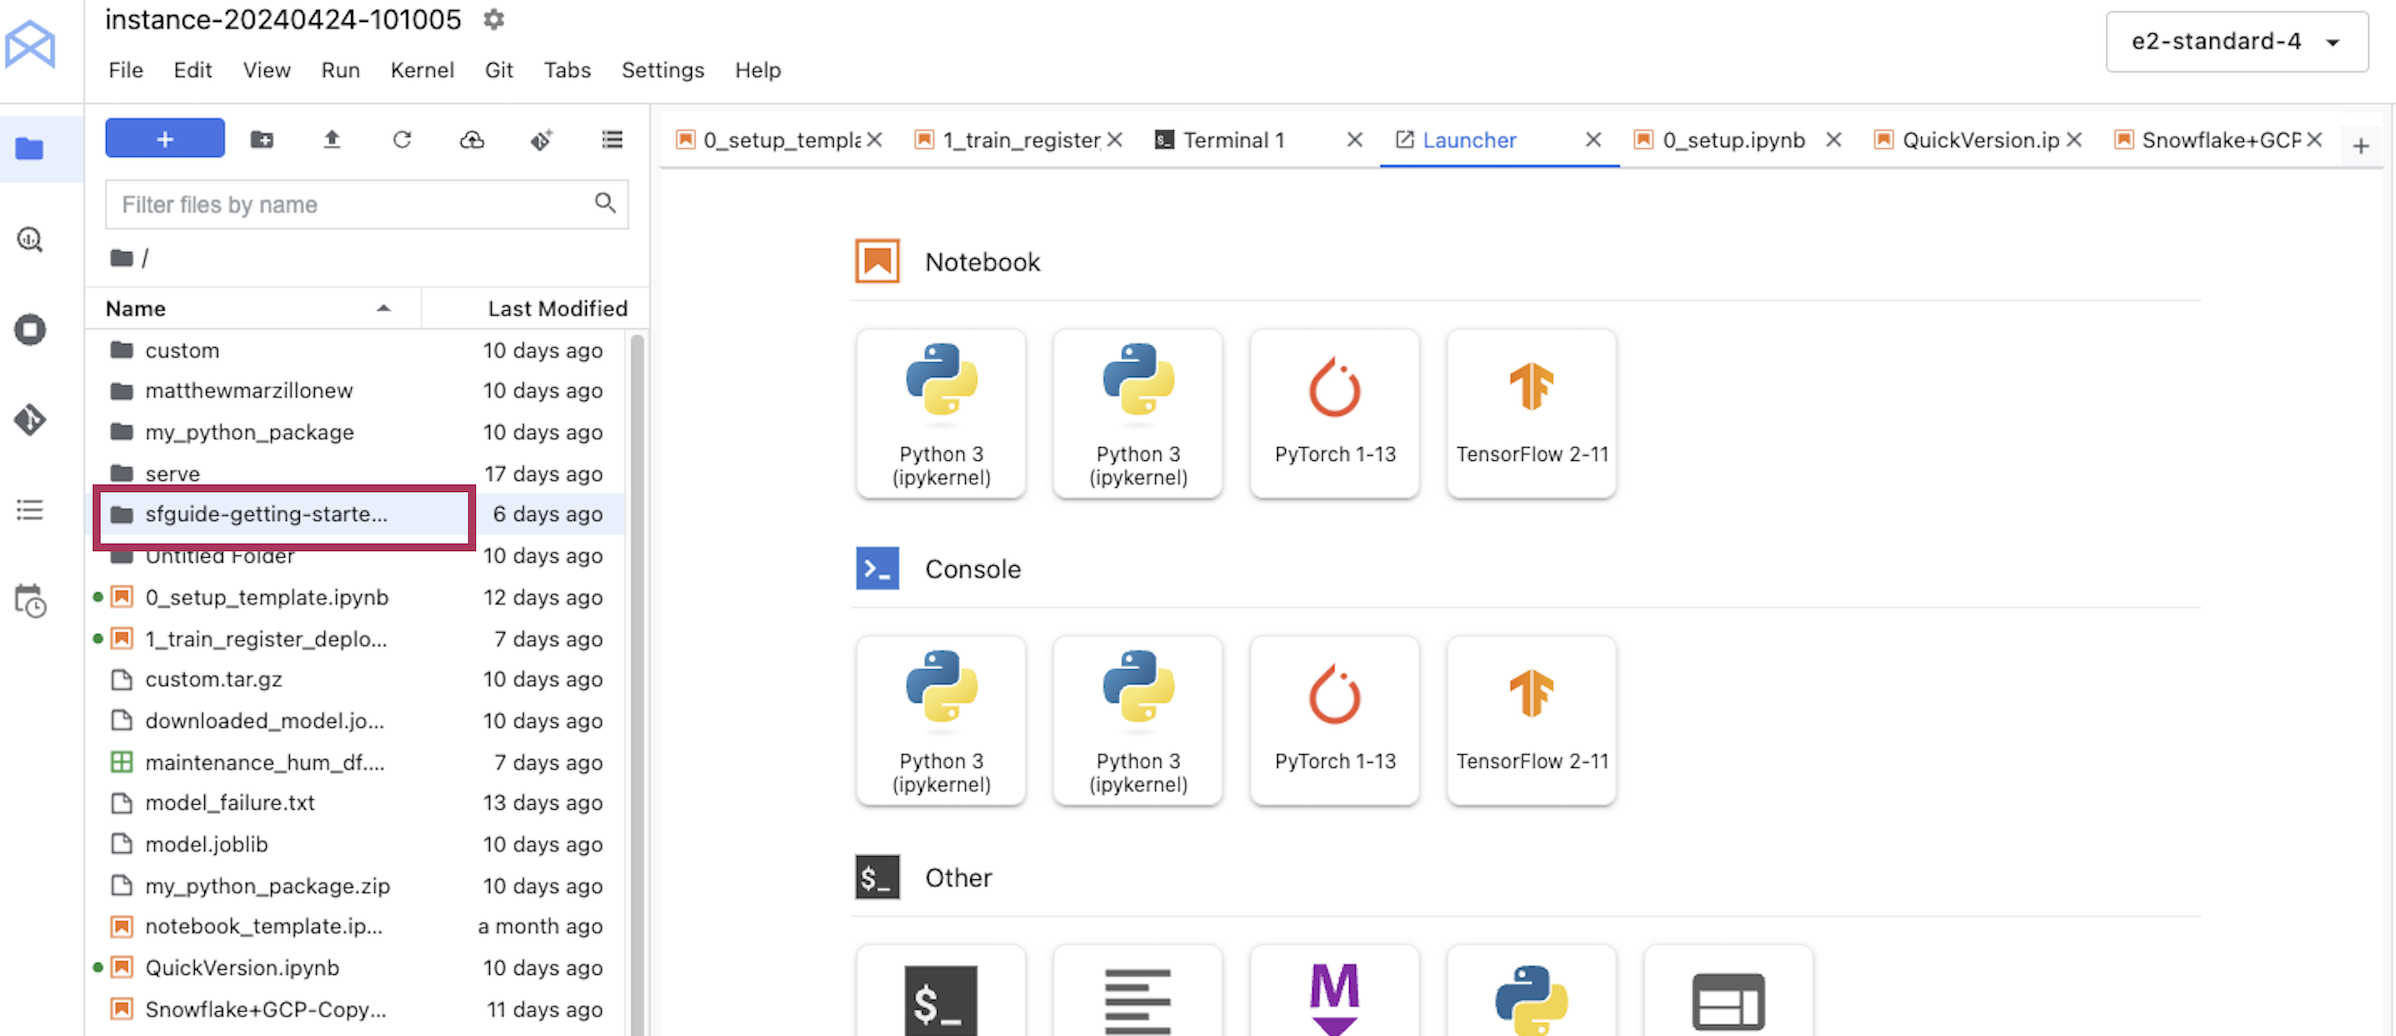 instance-20240424-101005
e2-standard-4
File Edit View Run Kernel Git Tabs Settings Help
+
0_setup_templa
1_train_register
Terminal 1
Launcher
0_setup.ipynb
QuickVersion.ip
Snowflake+GCP
+
Filter files by name
/
Name Last Modified
custom 10 days ago
matthewmarzillonew 10 days ago
my_python_package 10 days ago
serve 17 days ago
sfguide-getting-starte... 6 days ago
Untitled Folder 10 days ago
0_setup_template.ipynb 12 days ago
1_train_register_deplo... 7 days ago
custom.tar.gz 10 days ago
downloaded_model.jo... 10 days ago
maintenance_hum_df.... 7 days ago
model_failure.txt 13 days ago
model.joblib 10 days ago
my_python_package.zip 10 days ago
notebook_template.ip... a month ago
QuickVersion.ipynb 10 days ago
Snowflake+GCP-Copy... 11 days ago
Notebook
Python 3
(ipykernel)
Python 3
(ipykernel)
PyTorch 1-13
TensorFlow 2-11
>_ Console
Python 3
(ipykernel)
Python 3
(ipykernel)
PyTorch 1-13
TensorFlow 2-11
$_ Other
$_
M